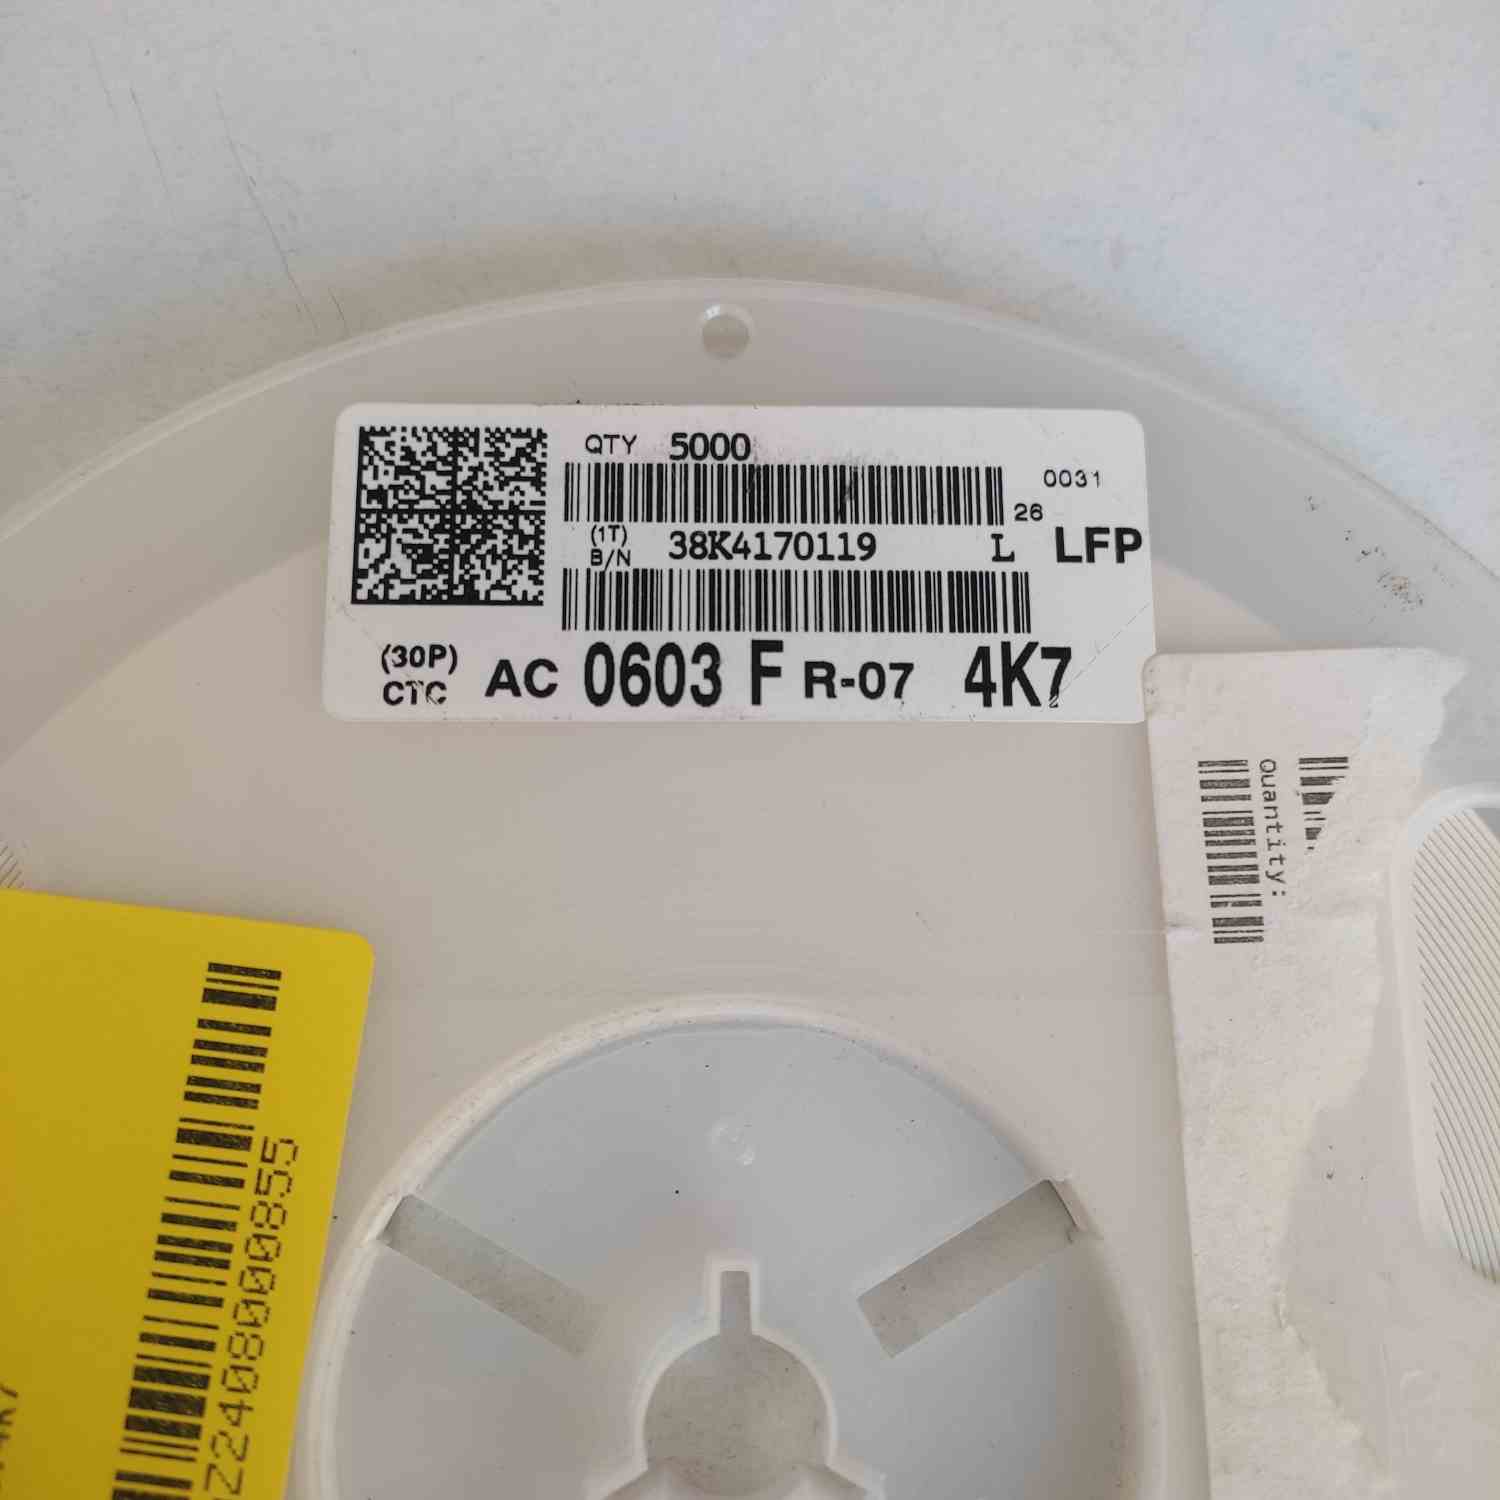 QTY 5000
0031
26
(1T)
B/N 38K4170119 L LFP
(30P)
CTC AC 0603 F R-07 4K7
Quantity:
Z240800855